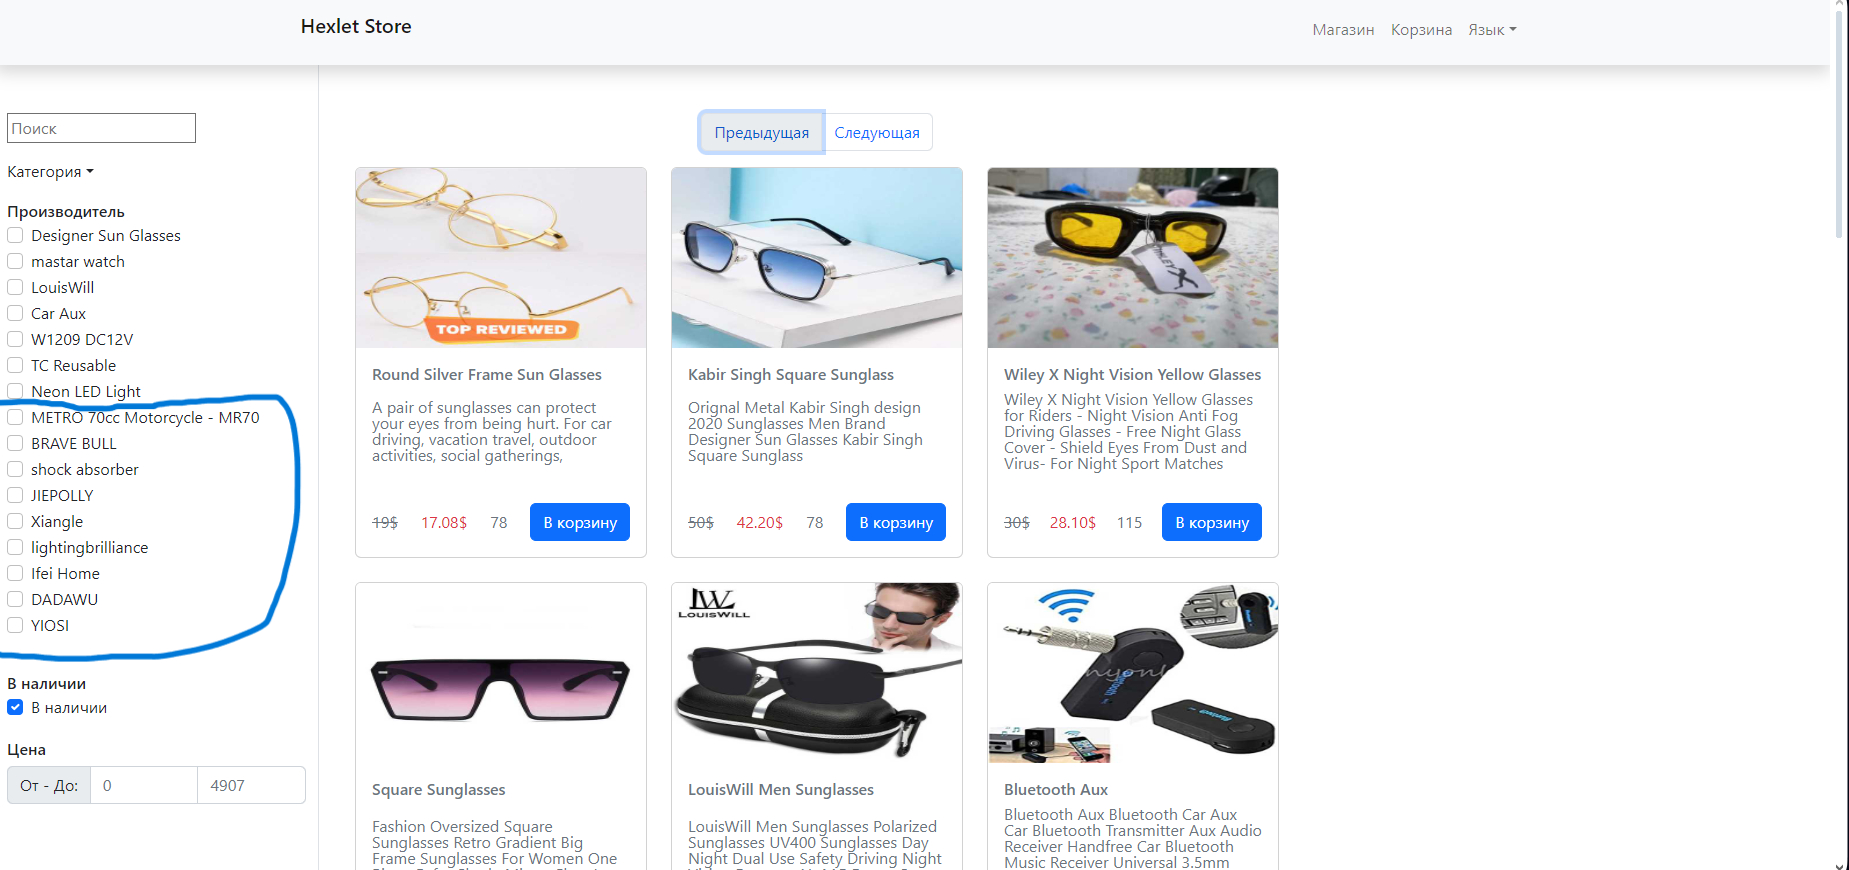 Hexlet Store
Магазин Корзина Язык
Поиск
Категория
Производитель
Designer Sun Glasses
mastar watch
LouisWill
Car Aux
W1209 DC12V
TC Reusable
Neon LED Light
METRO 70cc Motorcycle - MR70
BRAVE BULL
shock absorber
JIEPOLLY
Xiangle
lightingbrilliance
Ifei Home
DADAWU
YIOSI
В наличии
В наличии
Цена
От - До: 0 4907
Предыдущая Следующая
TOP REVIEWED
Round Silver Frame Sun Glasses
A pair of sunglasses can protect
your eyes from being hurt. For car
driving, vacation travel, outdoor
activities, social gatherings,
19$ 17.08$ 78 В корзину
Kabir Singh Square Sunglass
Orignal Metal Kabir Singh design
2020 Sunglasses Men Brand
Designer Sun Glasses Kabir Singh
Square Sunglass
50$ 42.20$ 78 В корзину
Wiley X Night Vision Yellow Glasses
Wiley X Night Vision Yellow Glasses
for Riders - Night Vision Anti Fog
Driving Glasses - Free Night Glass
Cover - Shield Eyes From Dust and
Virus- For Night Sport Matches
30$ 28.10$ 115 В корзину
Square Sunglasses
Fashion Oversized Square
Sunglasses Retro Gradient Big
Frame Sunglasses For Women One
LOUISWILL
LouisWill Men Sunglasses
LouisWill Men Sunglasses Polarized
Sunglasses UV400 Sunglasses Day
Night Dual Use Safety Driving Night
Bluetooth
Bluetooth Aux
Bluetooth Aux Bluetooth Car Aux
Car Bluetooth Transmitter Aux Audio
Receiver Handfree Car Bluetooth
Music Receiver Universal 3.5mm